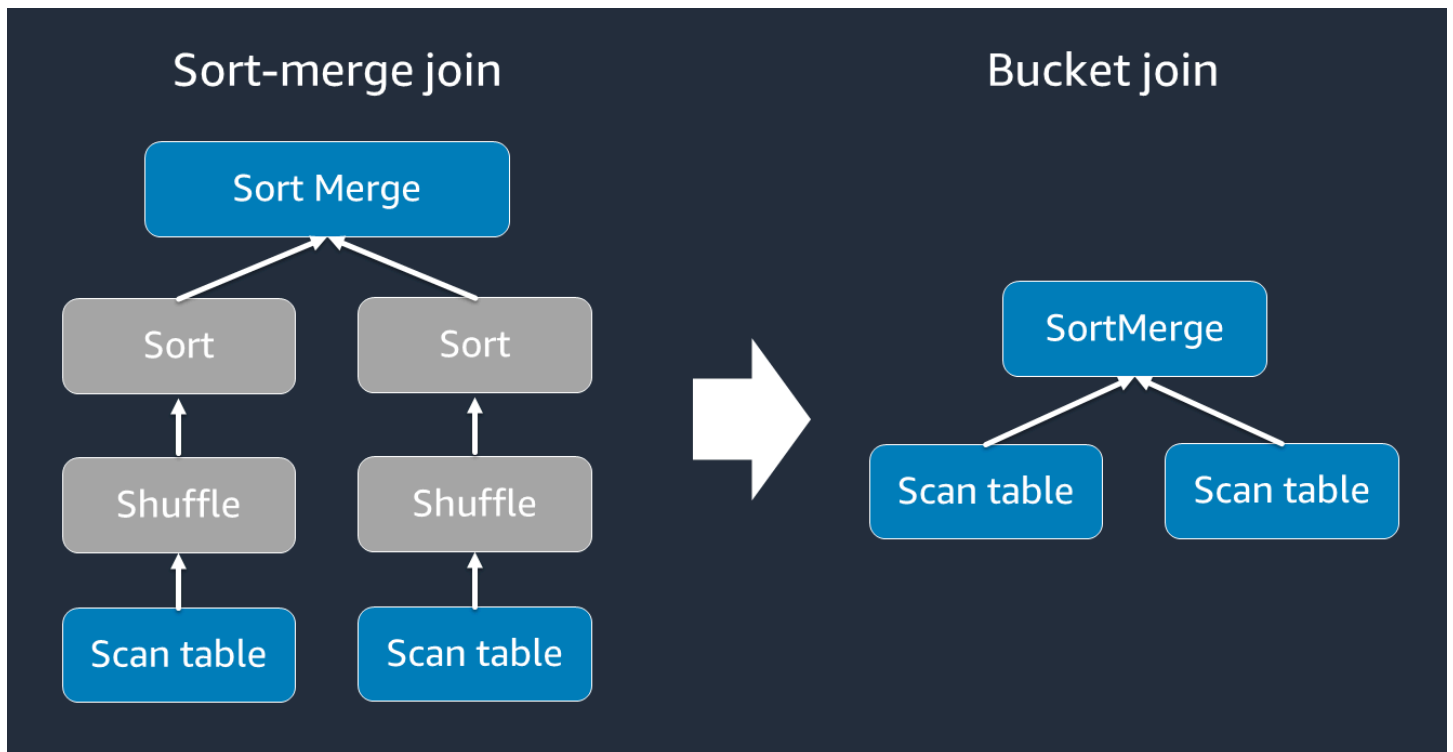 Sort-merge join
Bucket join
Sort Merge
Sort
Sort
SortMerge
Shuffle
Shuffle
Scan table
Scan table
Scan table
Scan table